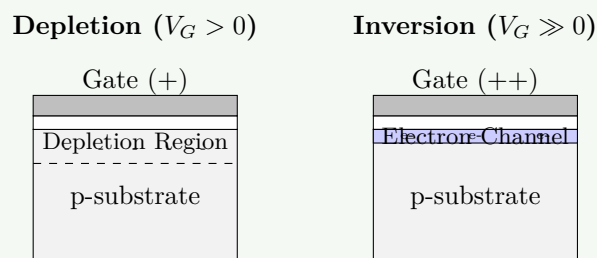 Depletion (V_G > 0)
Gate (+)
Depletion Region
p-substrate
Inversion (V_G ≫ 0)
Gate (++)
Electron Channel
p-substrate